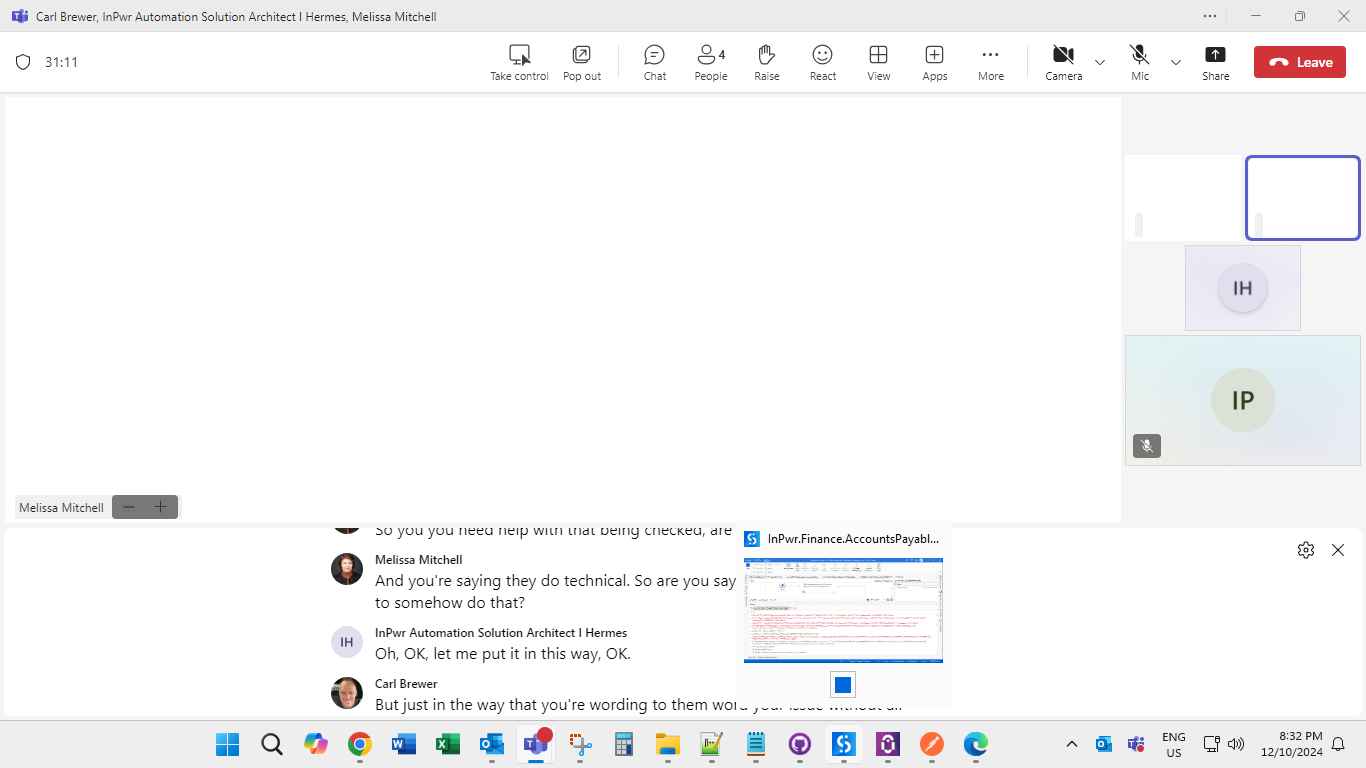 Carl Brewer, InPwr Automation Solution Architect I Hermes, Melissa Mitchell
31:11
Take control
Pop out
Chat
4
People
Raise
React
View
Apps
More
Camera
Mic
Share
Leave
IH
IP
Melissa Mitchell
So you you need help with that being checked, are
InPwr.Finance.AccountsPayabl...
Melissa Mitchell
And you're saying they do technical. So are you say
to somehow do that?
IH
InPwr Automation Solution Architect I Hermes
Oh, OK, let me put it in this way, OK.
Carl Brewer
But just in the way that you're wording to them word your issue without all
ENG
US
8:32 PM
12/10/2024